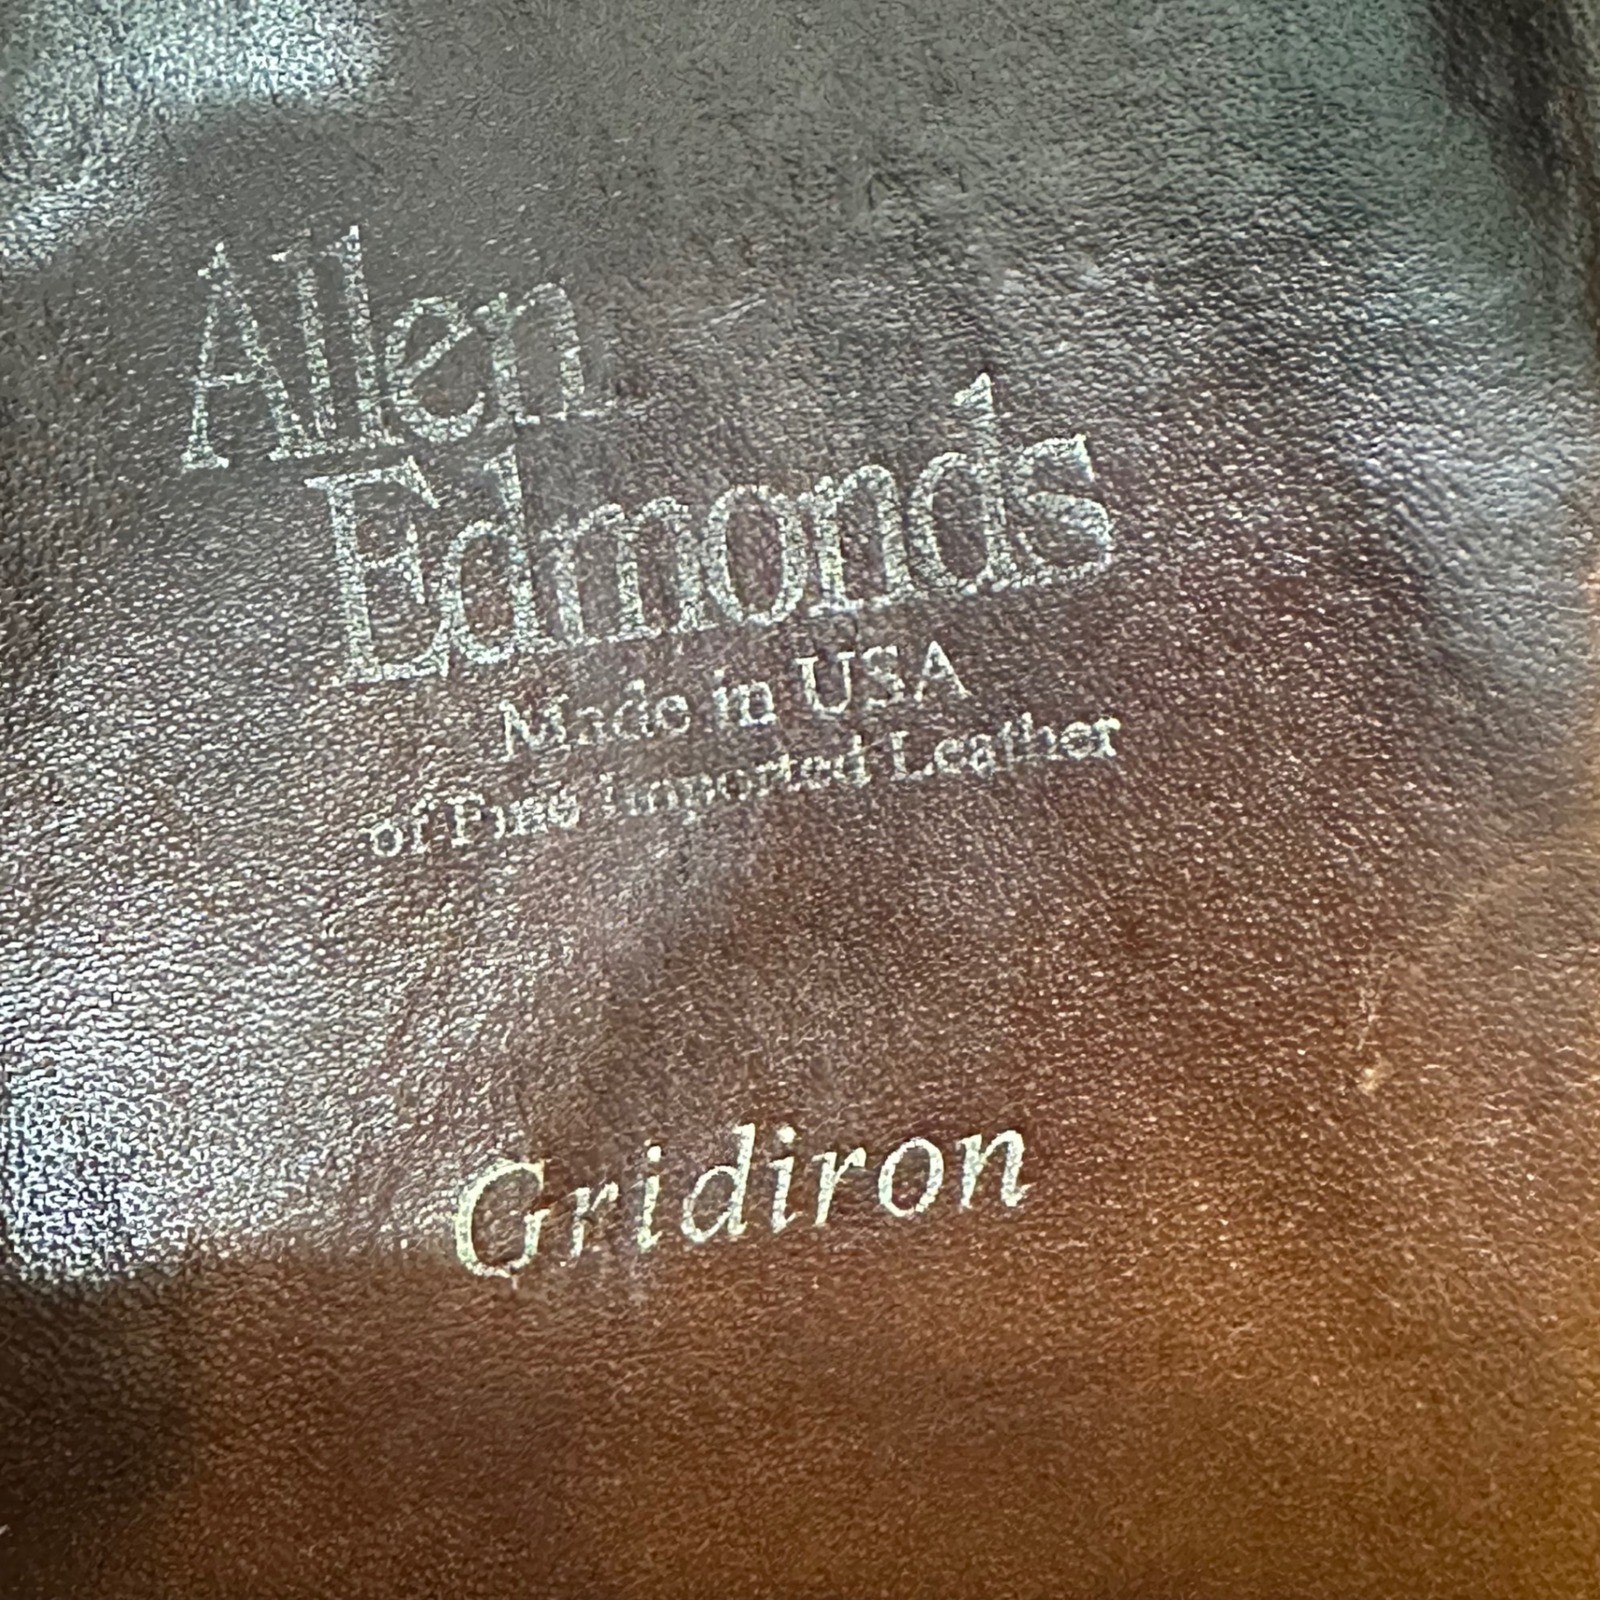 Allen
Edmonds
Made in USA
of Fine Imported Leather
Gridiron